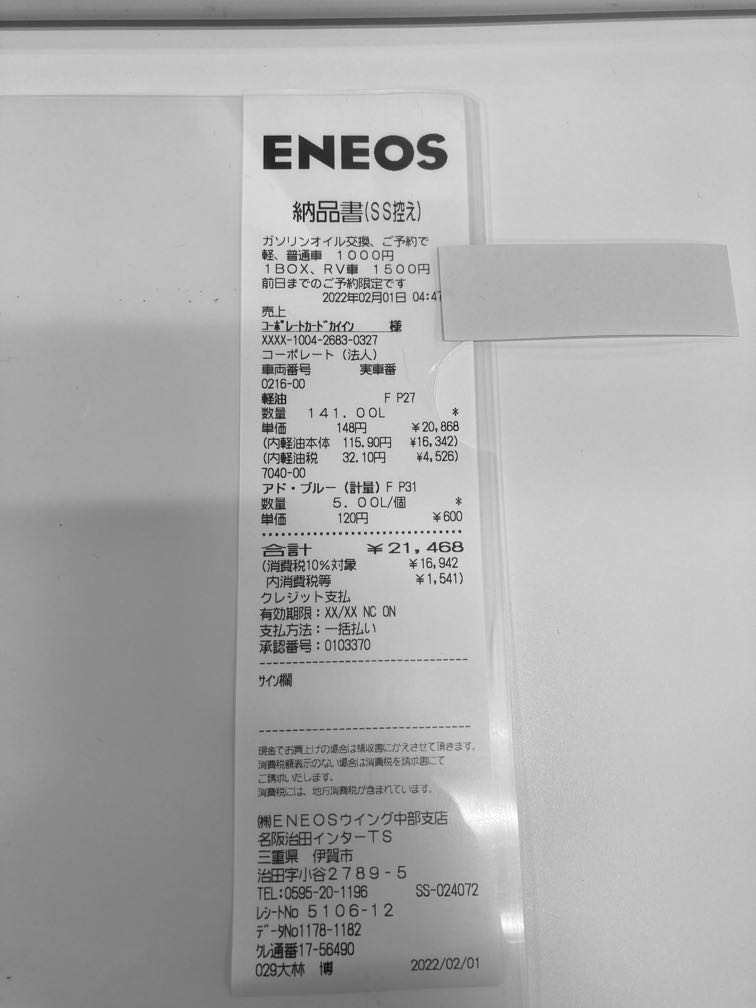 ENEOS
納品書(SS控え)
ガソリンオイル交換、ご予約で
軽、普通車 1000円
1BOX、RV車 1500円
前日までのご予約限定です
2022年02月01日 04:47
売上
コーポレートカードカイイン 様
XXXX-1004-2683-0327
コーポレート(法人)
車両番号 実車番
0216-00
軽油 F P27
数量 141.00L *
単価 148円 ¥20,868
(内軽油本体 115.90円 ¥16,342)
(内軽油税 32.10円 ¥4,526)
7040-00
アド・ブルー(計量)F P31
数量 5.00L/個 *
単価 120円 ¥600
合計 ¥21,468
(消費税10%対象 ¥16,942
内消費税等 ¥1,541)
クレジット支払
有効期限:XX/XX NC ON
支払方法:一括払い
承認番号:0103370
サイン欄
現金でお買上げの場合は領収書にかえさせて頂きます。
消費税額表示のない場合は消費税を請求書にて
ご請求いたします。
消費税には、地方消費税が含まれています。
㈱ENEOSウイング中部支店
名阪治田インターTS
三重県 伊賀市
治田字小谷2789-5
TEL:0595-20-1196 SS-024072
レシートNo 5106-12
データNo1178-1182
クレ通番17-56490
029大林 博 2022/02/01